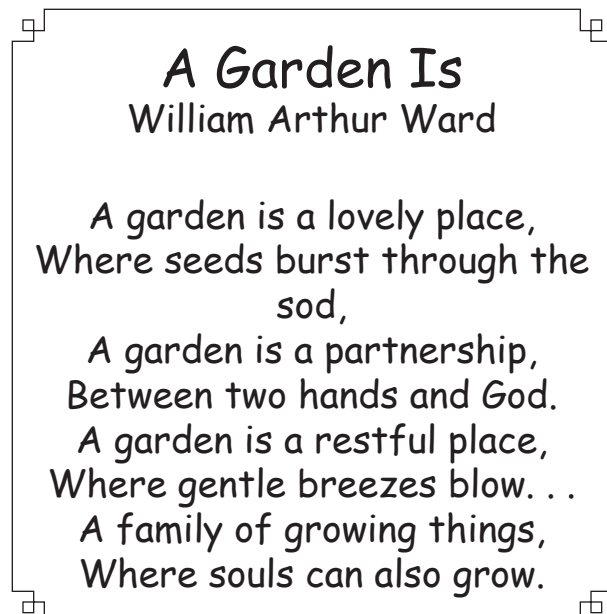 A Garden Is
William Arthur Ward
A garden is a lovely place,
Where seeds burst through the
sod,
A garden is a partnership,
Between two hands and God.
A garden is a restful place,
Where gentle breezes blow. . .
A family of growing things,
Where souls can also grow.